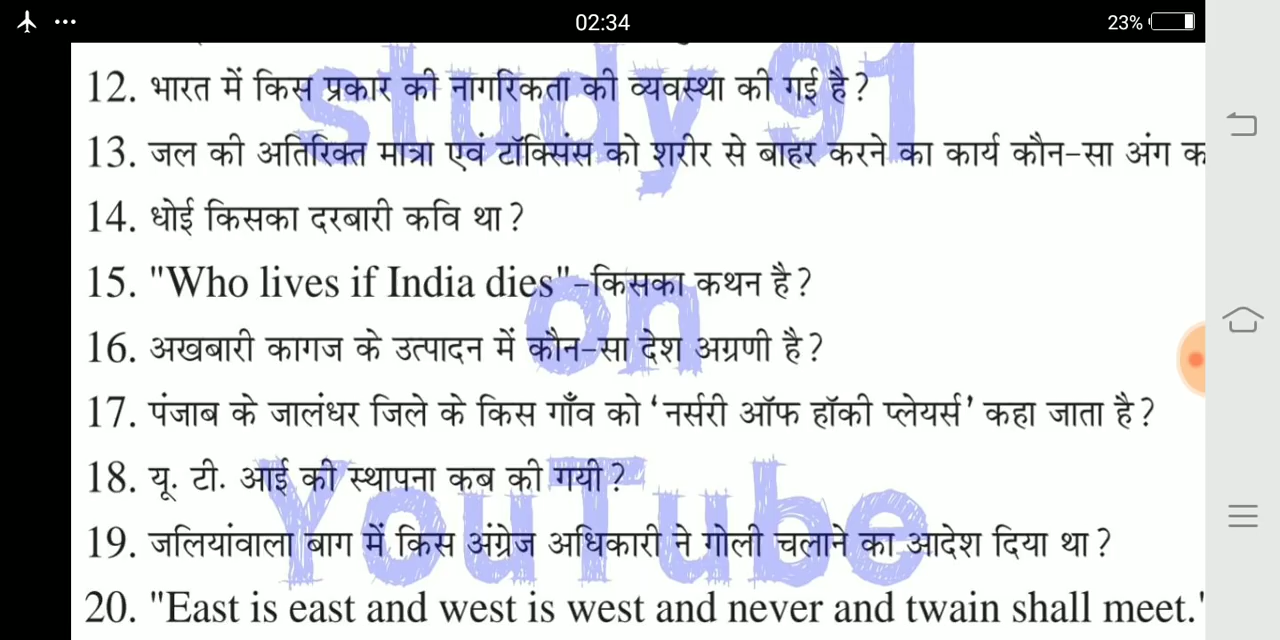 02:34
23%
12. भारत में किस प्रकार की नागरिकता की व्यवस्था की गई है?
13. जल की अतिरिक्त मात्रा एवं टॉक्सिंस को शरीर से बाहर करने का कार्य कौन-सा अंग क
14. धोई किसका दरबारी कवि था?
15. "Who lives if India dies"-किसका कथन है?
16. अखबारी कागज के उत्पादन में कौन-सा देश अग्रणी है?
17. पंजाब के जालंधर जिले के किस गाँव को ‘नर्सरी ऑफ हॉकी प्लेयर्स’ कहा जाता है?
18. यू. टी. आई की स्थापना कब की गयी?
19. जलियांवाला बाग में किस अंग्रेज अधिकारी ने गोली चलाने का आदेश दिया था?
20. "East is east and west is west and never and twain shall meet."
study 91
on
YouTube